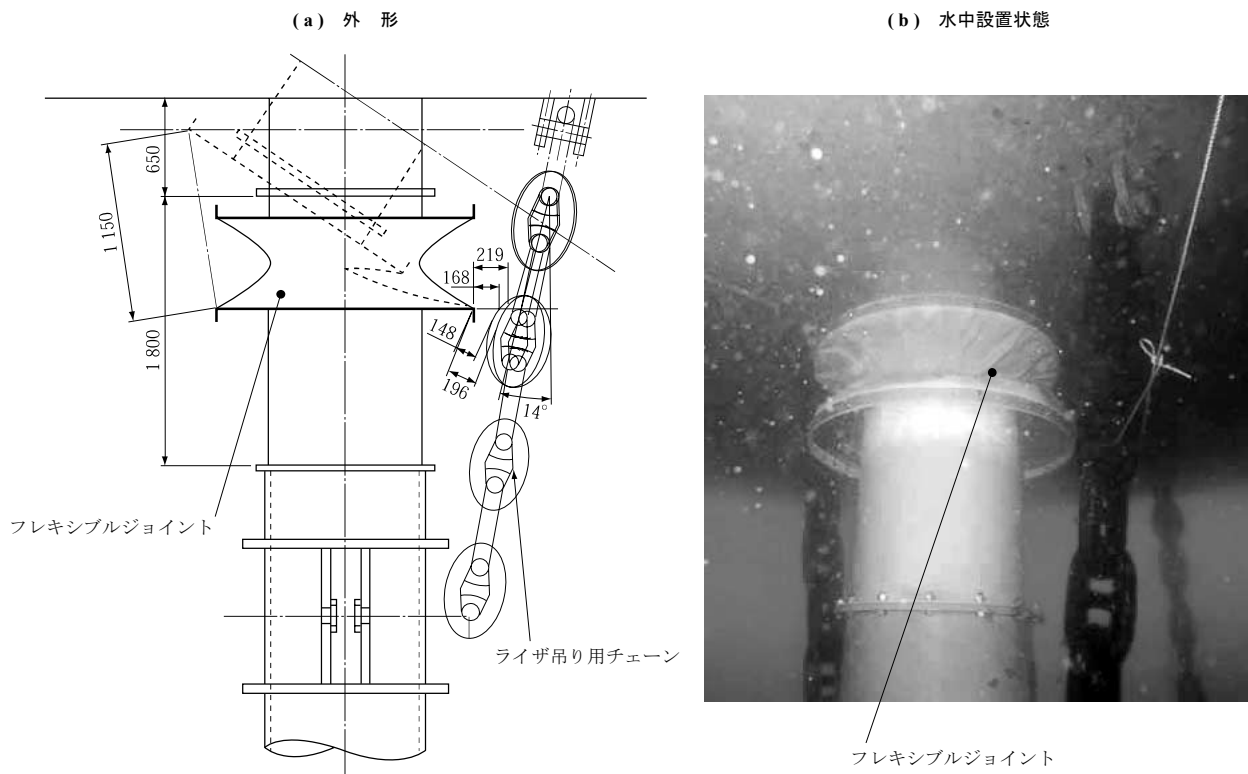 (a) 外 形
(b) 水中設置状態
650
1 150
1 800
219
168
148
196
14°
フレキシブルジョイント
ライザ吊り用チェーン
フレキシブルジョイント